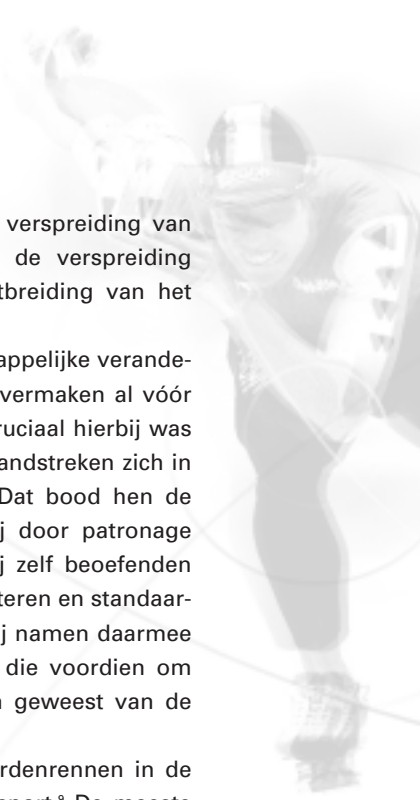 verspreiding van
de verspreiding
tbreiding van het
appelijke verande-
vermaken al vóór
ruciaal hierbij was
andstreken zich in
Dat bood hen de
j door patronage
j zelf beoefenden
teren en standaar-
j namen daarmee
die voordien om
geweest van de
rdenrennen in de
De meeste